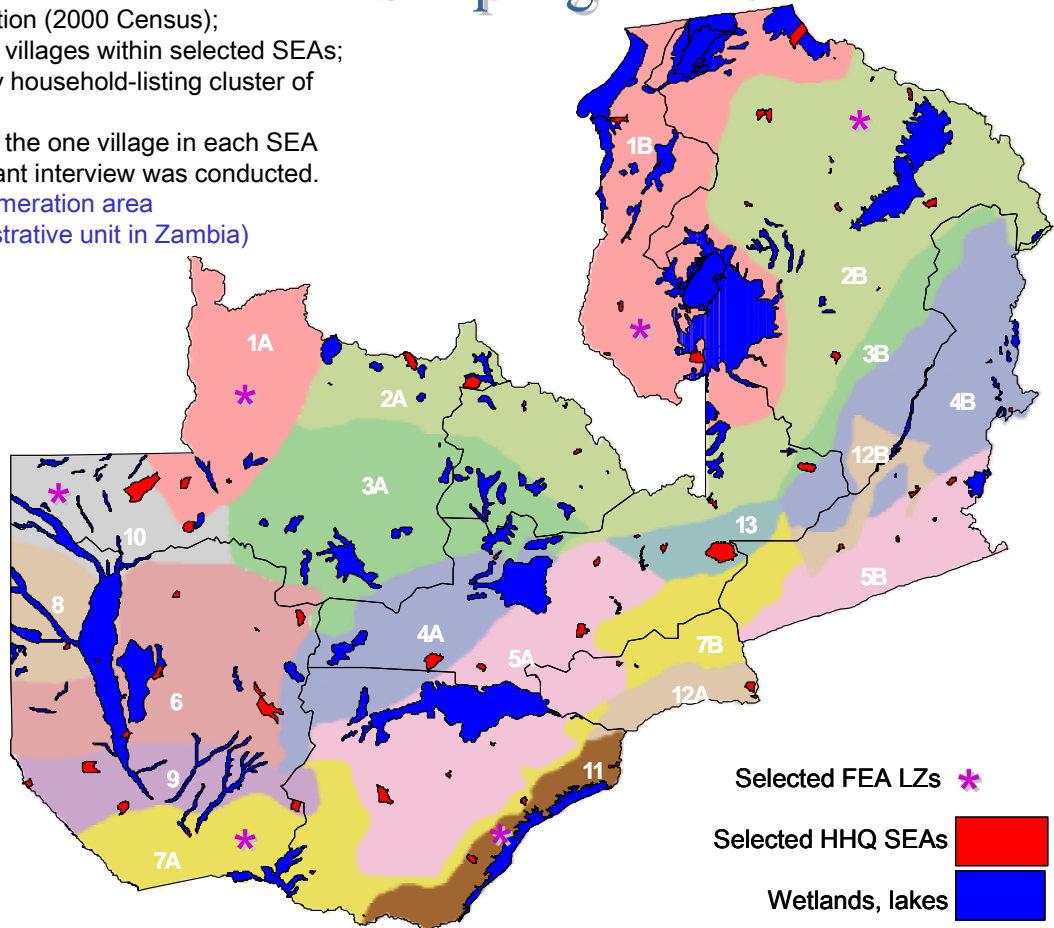 tion (2000 Census);
villages within selected SEAs;
y household-listing cluster of
the one village in each SEA
ant interview was conducted.
meration area
strative unit in Zambia)
1B
2B
1A
3B
2A
4B
12B
3A
13
10
5B
8
4A
5A
7B
12A
6
11
9
7A
Selected FEA LZs
Selected HHQ SEAs
Wetlands, lakes